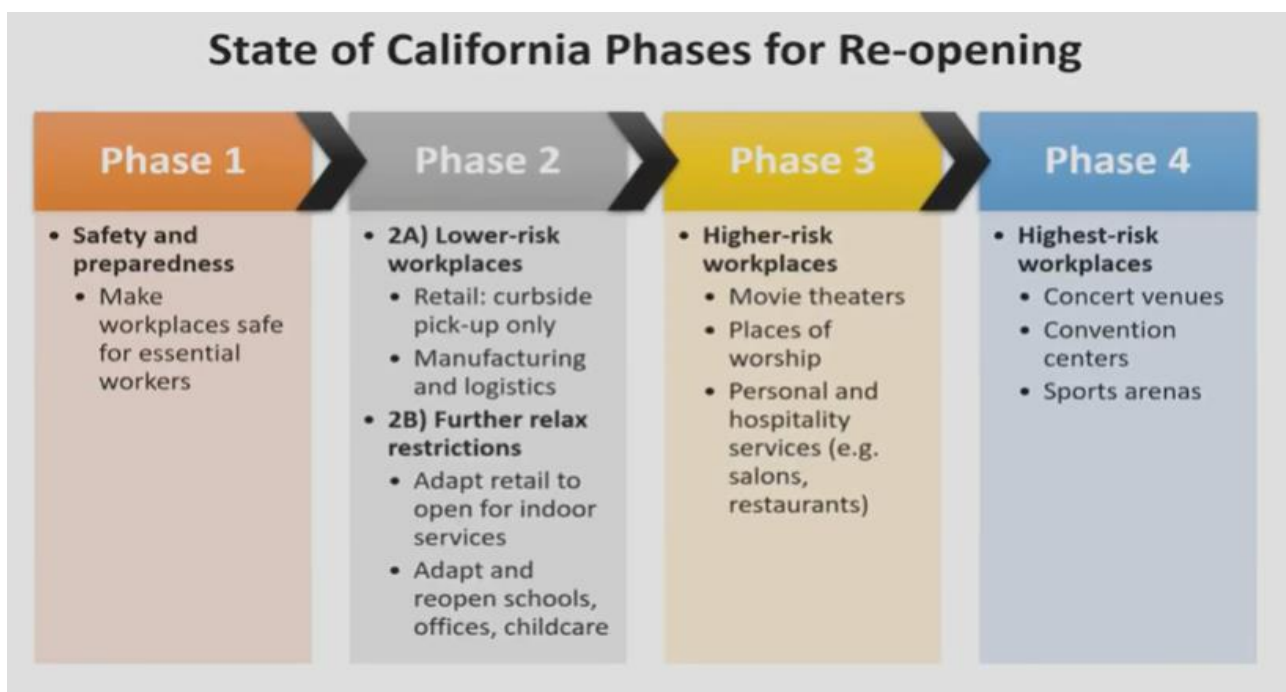 State of California Phases for Re-opening
Phase 1
• Safety and
preparedness
• Make
workplaces safe
for essential
workers
Phase 2
• 2A) Lower-risk
workplaces
• Retail: curbside
pick-up only
• Manufacturing
and logistics
• 2B) Further relax
restrictions
• Adapt retail to
open for indoor
services
• Adapt and
reopen schools,
offices, childcare
Phase 3
• Higher-risk
workplaces
• Movie theaters
• Places of
worship
• Personal and
hospitality
services (e.g.
salons,
restaurants)
Phase 4
• Highest-risk
workplaces
• Concert venues
• Convention
centers
• Sports arenas